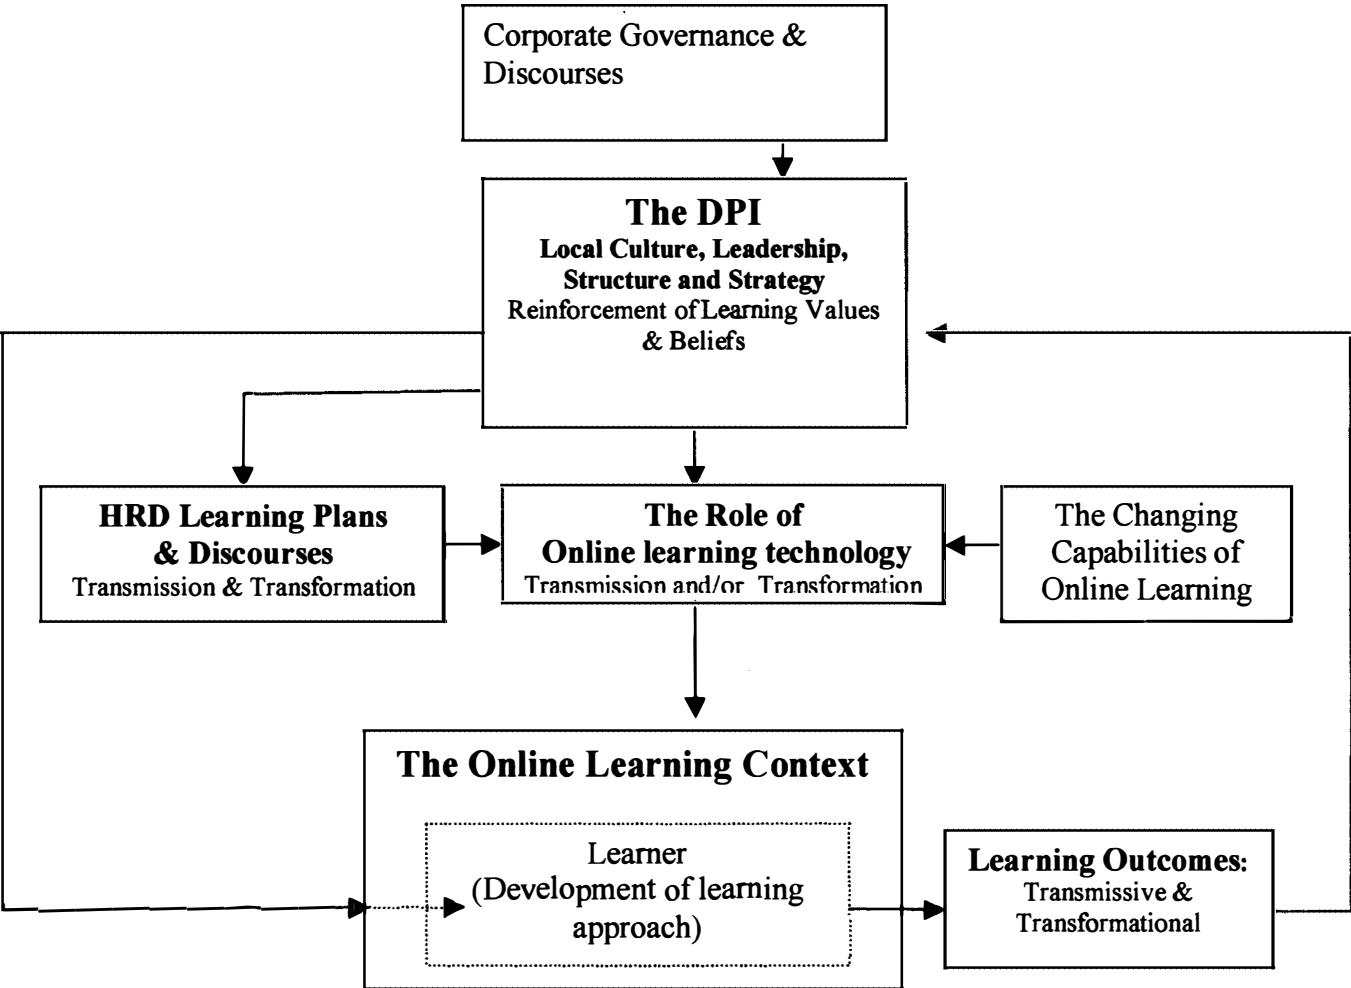 Corporate Governance &
Discourses
The DPI
Local Culture, Leadership,
Structure and Strategy
Reinforcement of Learning Values
& Beliefs
HRD Learning Plans
& Discourses
Transmission & Transformation
The Role of
Online learning technology
Transmission and/or Transformation
The Changing
Capabilities of
Online Learning
The Online Learning Context
Learner
(Development of learning
approach)
Learning Outcomes:
Transmissive &
Transformational